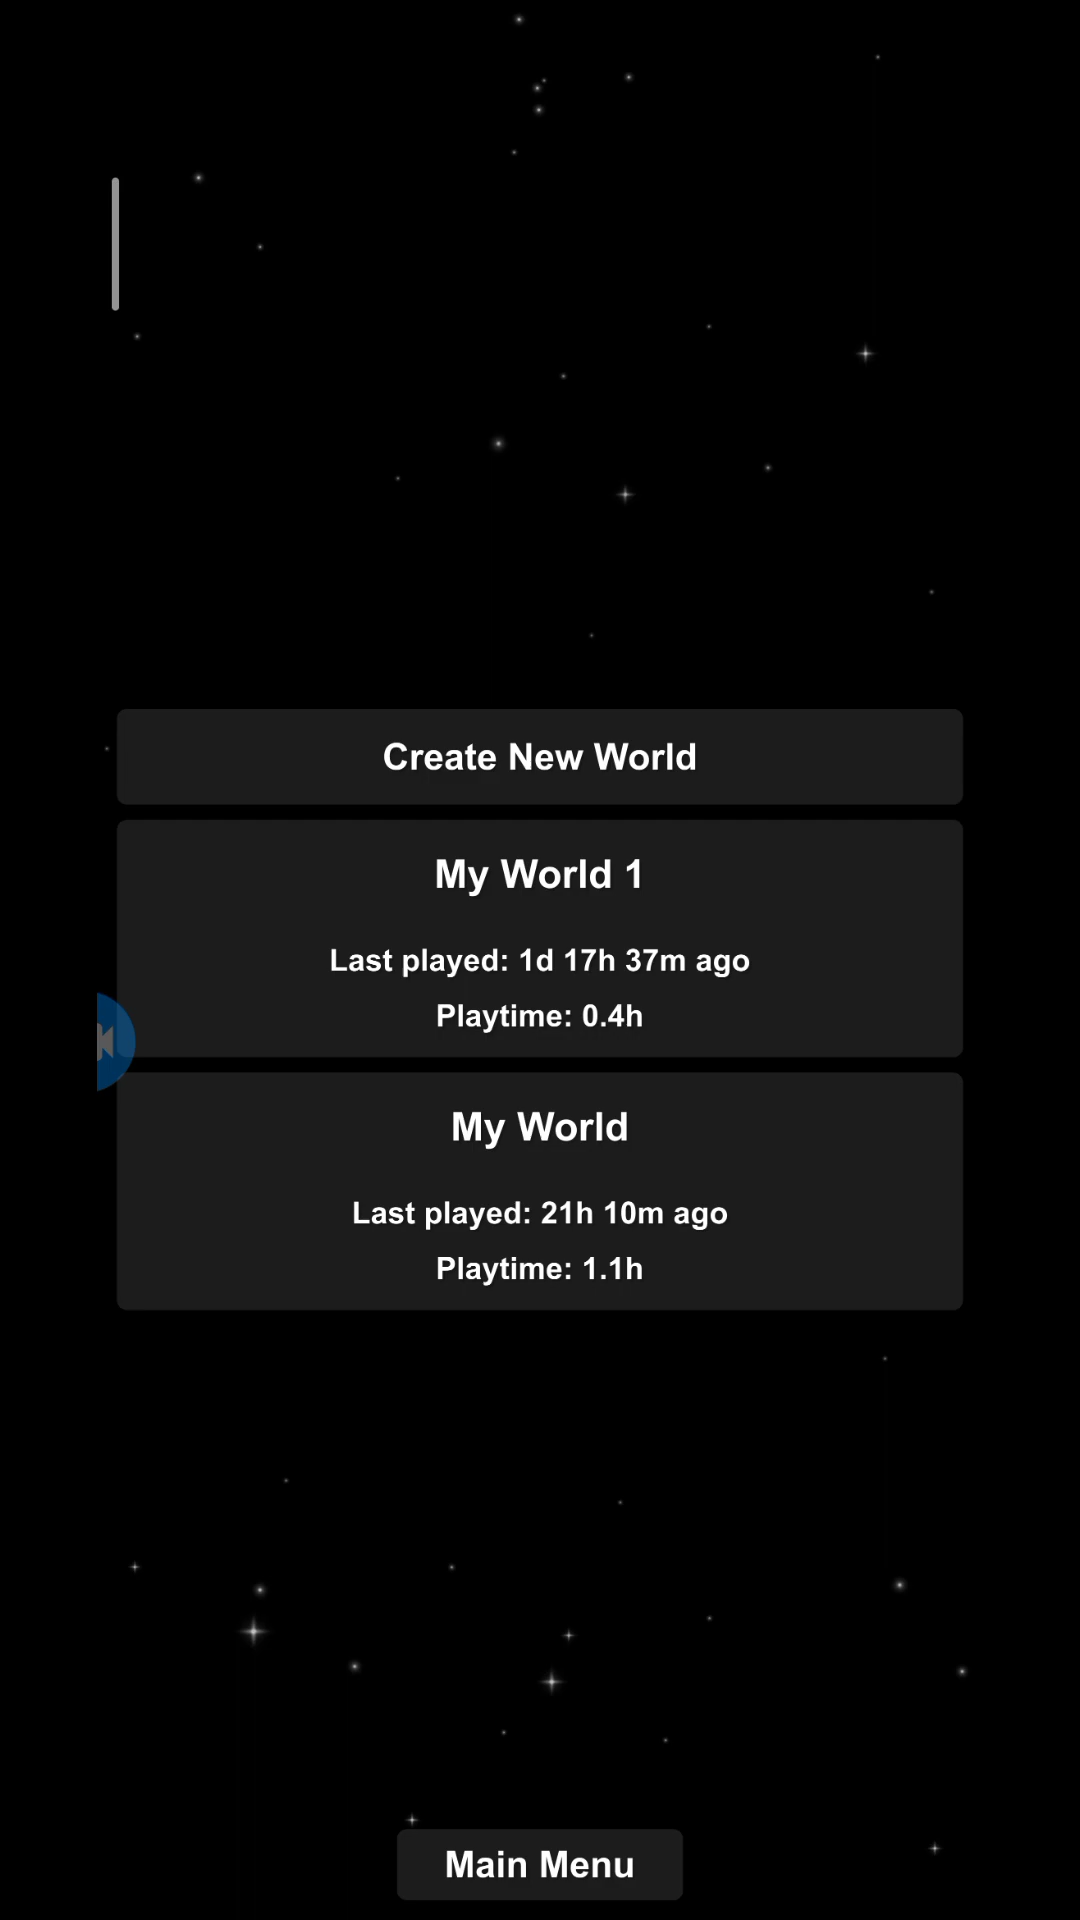 Create New World
My World 1
Last played: 1d 17h 37m ago
Playtime: 0.4h
My World
Last played: 21h 10m ago
Playtime: 1.1h
Main Menu